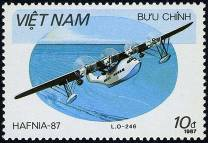 VIỆT NAM
BƯU CHÍNH
HAFNIA-87
L.O-246
10đ
1987